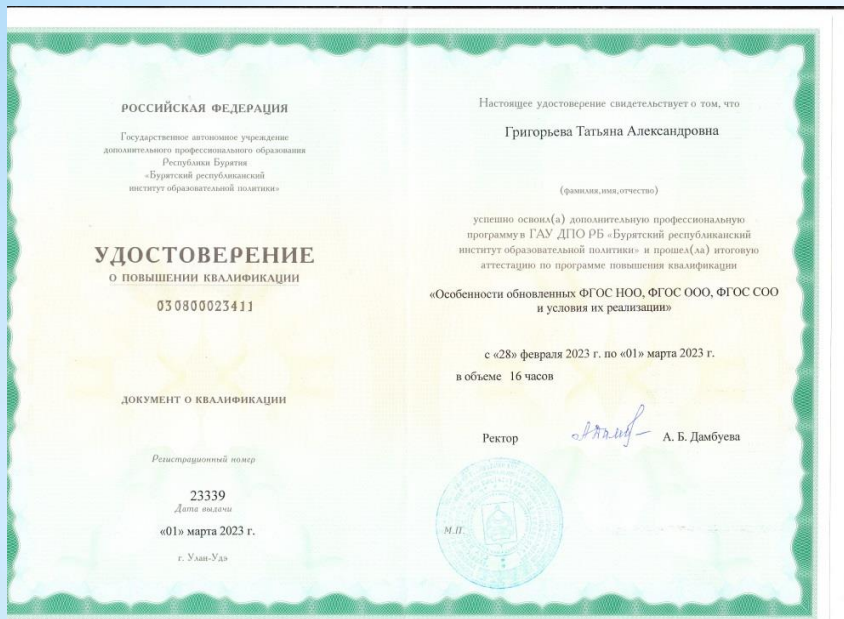 РОССИЙСКАЯ ФЕДЕРАЦИЯ
Государственное автономное учреждение
дополнительного профессионального образования
Республики Бурятия
«Бурятский республиканский
институт образовательной политики»
УДОСТОВЕРЕНИЕ
О ПОВЫШЕНИИ КВАЛИФИКАЦИИ
030800023411
ДОКУМЕНТ О КВАЛИФИКАЦИИ
Регистрационный номер
23339
Дата выдачи
«01» марта 2023 г.
г. Улан-Удэ
Настоящее удостоверение свидетельствует о том, что
Григорьева Татьяна Александровна
(фамилия,имя,отчество)
успешно освоил(а) дополнительную профессиональную
программу в ГАУ ДПО РБ «Бурятский республиканский
институт образовательной политики» и прошел(ла) итоговую
аттестацию по программе повышения квалификации
«Особенности обновленных ФГОС НОО, ФГОС ООО, ФГОС СОО
и условия их реализации»
с «28» февраля 2023 г. по «01» марта 2023 г.
в объеме 16 часов
Ректор А. Б. Дамбуева
М.П.